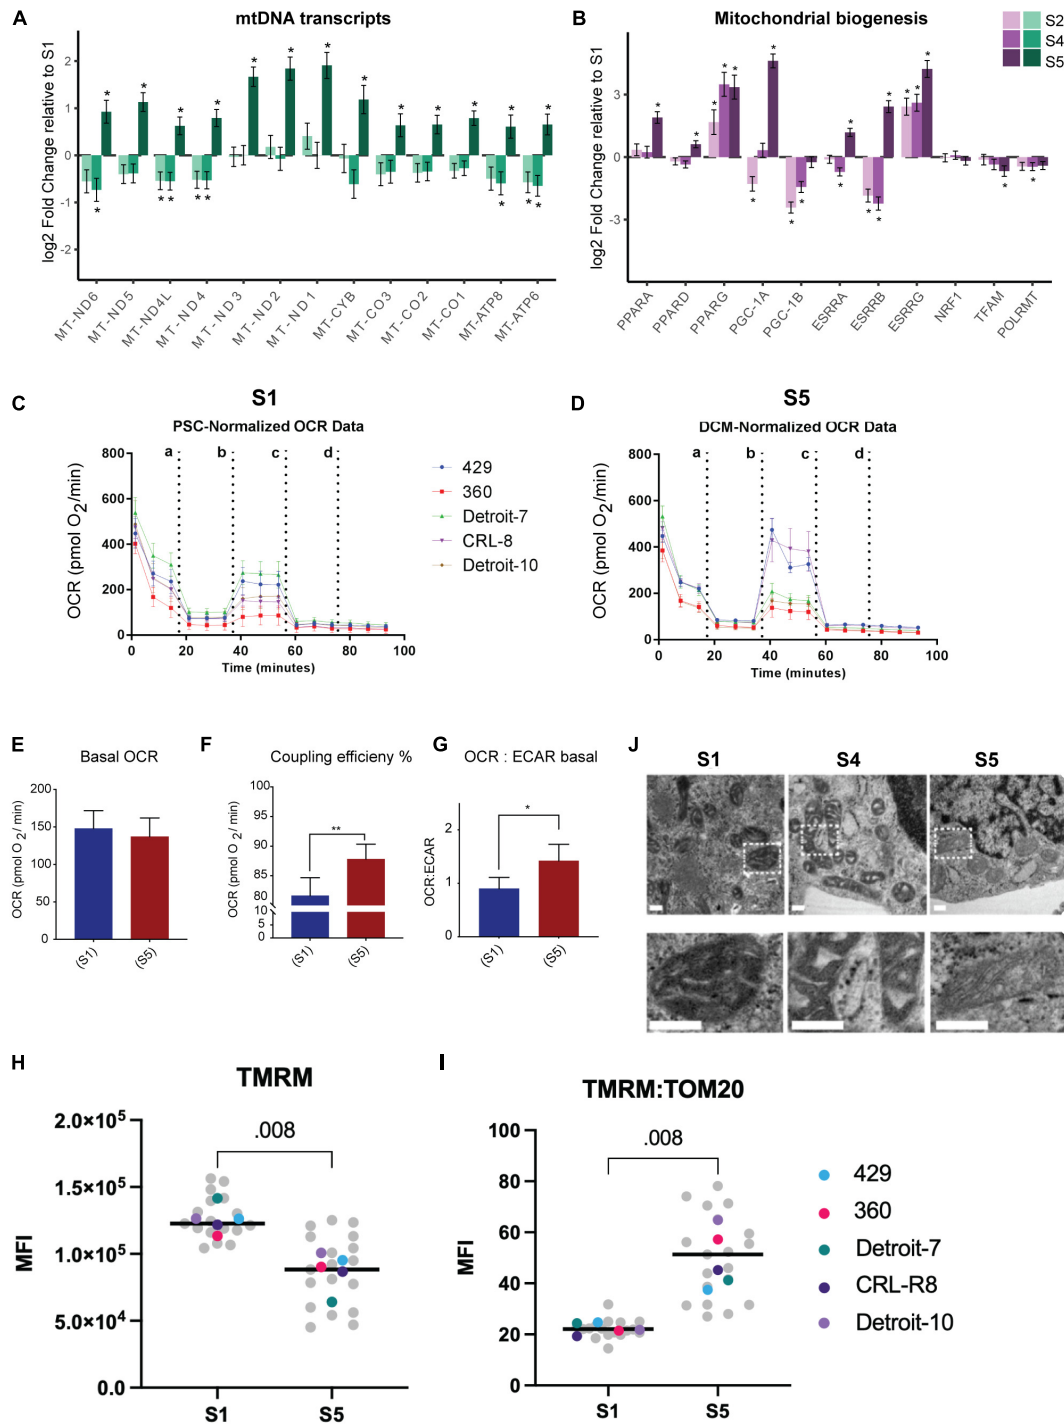 A
mtDNA transcripts
log2 Fold Change relative to S1
2
1
0
-1
-2
*
MT-ND6
MT-ND5
MT-ND4L
MT-ND4
MT-ND3
MT-ND2
MT-ND1
MT-CYB
MT-CO3
MT-CO2
MT-CO1
MT-ATP8
MT-ATP6
B
Mitochondrial biogenesis
S2
S4
S5
log2 Fold Change relative to S1
3
0
-3
*
PPARA
PPARD
PPARG
PGC-1A
PGC-1B
ESRRA
ESRRB
ESRRG
NRF1
TFAM
POLRMT
C
S1
PSC-Normalized OCR Data
a b c d
OCR (pmol O2/min)
800
600
400
200
0
0 20 40 60 80 100
Time (minutes)
429
360
Detroit-7
CRL-8
Detroit-10
D
S5
DCM-Normalized OCR Data
a b c d
OCR (pmol O2/min)
800
600
400
200
0
0 20 40 60 80 100
Time (minutes)
E
Basal OCR
OCR (pmol O2/ min)
200
150
100
50
0
(S1)
(S5)
F
Coupling efficieny %
OCR (pmol O2/ min)
100
95
90
85
80
10
5
0
**
(S1)
(S5)
G
OCR : ECAR basal
OCR:ECAR
2
1
0
*
(S1)
(S5)
J
S1 S4 S5
H
TMRM
.008
MFI
2.0×10⁵
1.5×10⁵
1.0×10⁵
5.0×10⁴
0.0
S1 S5
I
TMRM:TOM20
.008
MFI
100
80
60
40
20
0
S1 S5
429
360
Detroit-7
CRL-R8
Detroit-10